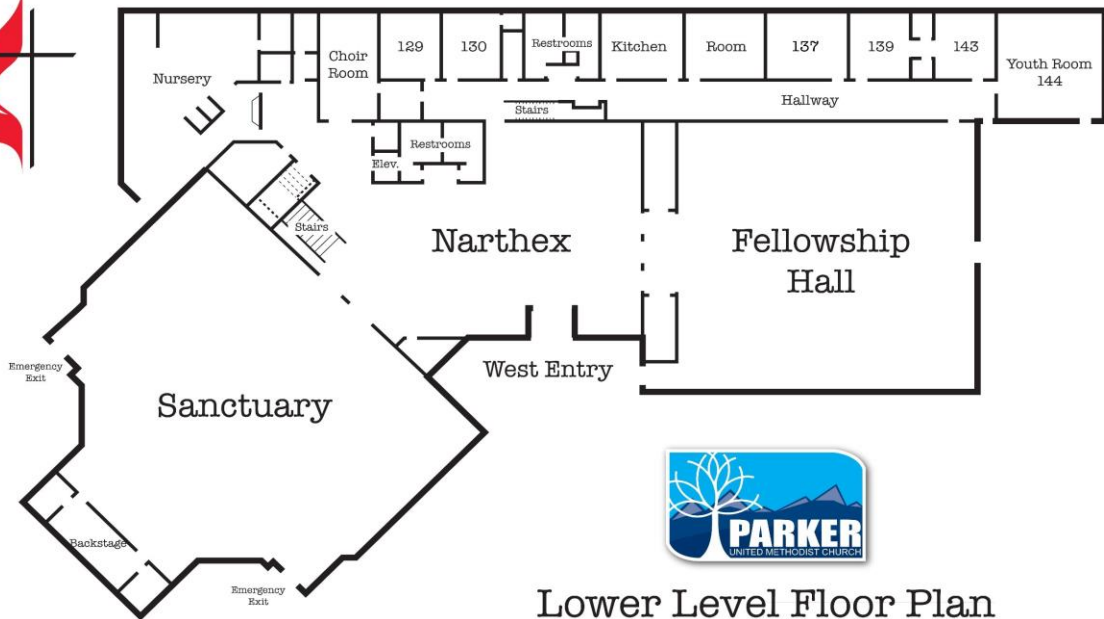 Nursery
Choir
Room
129
130
Restrooms
Kitchen
Room
137
139
143
Youth Room
144
Hallway
Stairs
Restrooms
Elev.
Stairs
Narthex
Fellowship
Hall
Emergency
Exit
West Entry
Sanctuary
Backstage
Emergency
Exit
PARKER
UNITED METHODIST CHURCH
Lower Level Floor Plan